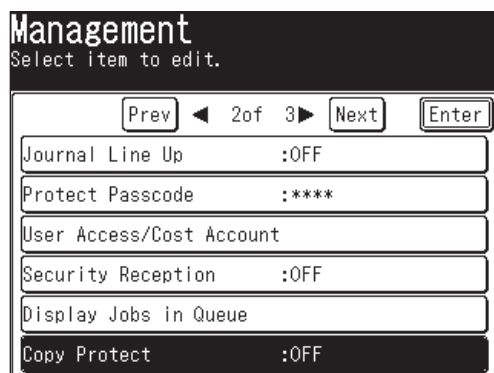 Management
Select item to edit.
Prev ◀ 2of 3▶ Next Enter
Journal Line Up :OFF
Protect Passcode :****
User Access/Cost Account
Security Reception :OFF
Display Jobs in Queue
Copy Protect :OFF